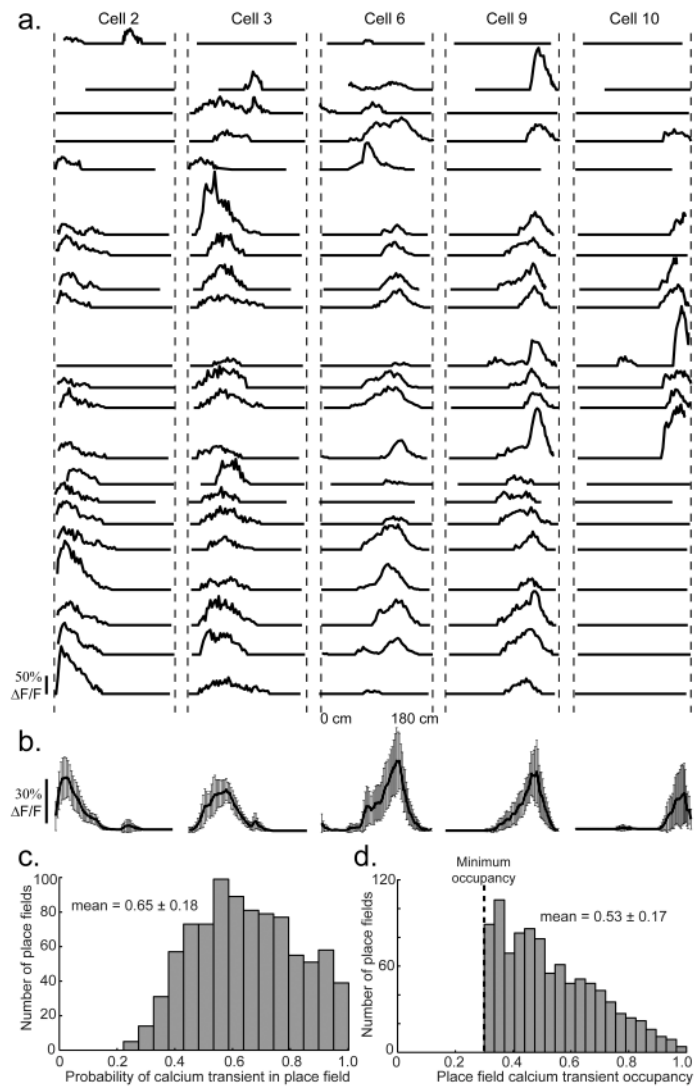 a.
Cell 2 Cell 3 Cell 6 Cell 9 Cell 10
50%
ΔF/F
0 cm 180 cm
b.
30%
ΔF/F
c.
Number of place fields
100
80
60
40
20
0
mean = 0.65 ± 0.18
0 0.2 0.4 0.6 0.8 1.0
Probability of calcium transient in place field
d.
Minimum
occupancy
Number of place fields
120
60
0
mean = 0.53 ± 0.17
0 0.2 0.4 0.6 0.8 1.0
Place field calcium transient occupancy